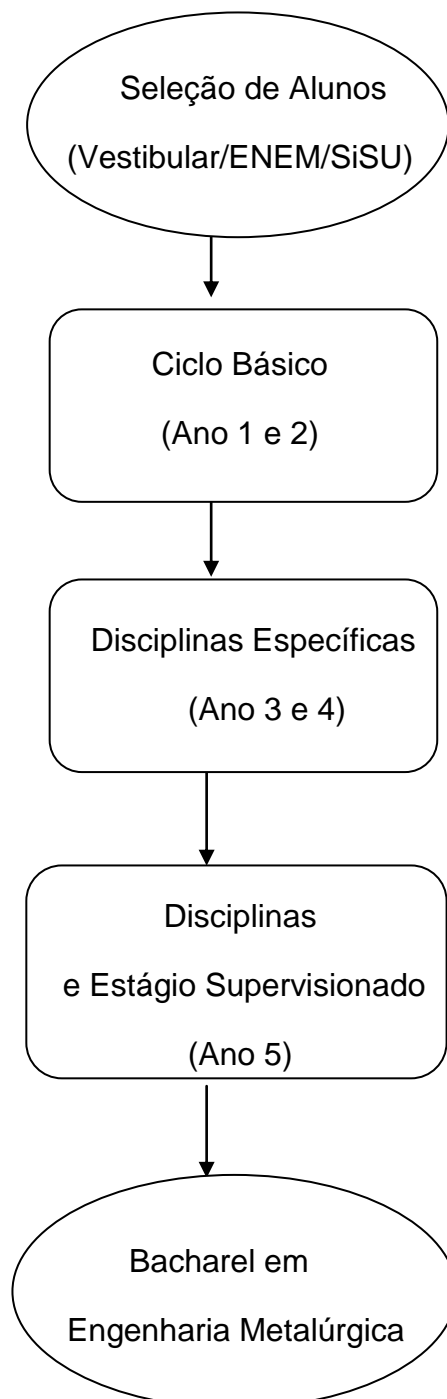 Seleção de Alunos
(Vestibular/ENEM/SiSU)
Ciclo Básico
(Ano 1 e 2)
Disciplinas Específicas
(Ano 3 e 4)
Disciplinas
e Estágio Supervisionado
(Ano 5)
Bacharel em
Engenharia Metalúrgica